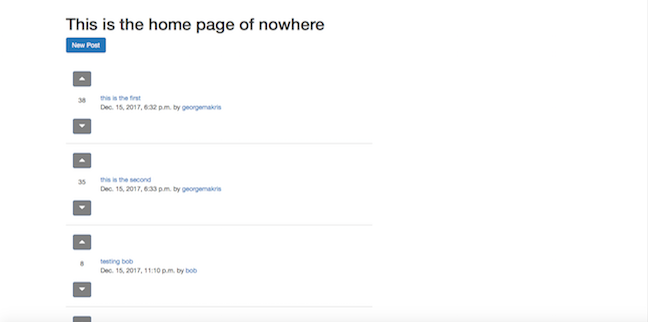 This is the home page of nowhere
New Post
38
this is the first
Dec. 15, 2017, 6:32 p.m. by georgemakris
35
this is the second
Dec. 15, 2017, 6:33 p.m. by georgemakris
8
testing bob
Dec. 15, 2017, 11:10 p.m. by bob